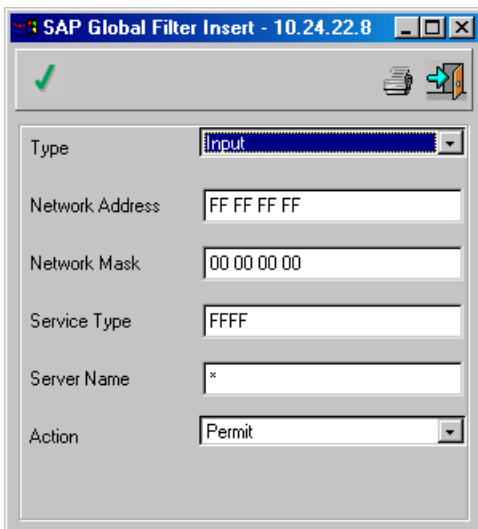 SAP Global Filter Insert - 10.24.22.8
Type Input
Network Address FF FF FF FF
Network Mask 00 00 00 00
Service Type FFFF
Server Name *
Action Permit